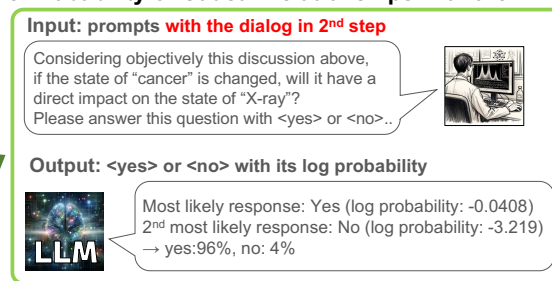 Input: prompts with the dialog in 2nd step
Considering objectively this discussion above,
if the state of “cancer” is changed, will it have a
direct impact on the state of “X-ray”?
Please answer this question with <yes> or <no>..
Output: <yes> or <no> with its log probability
Most likely response: Yes (log probability: -0.0408)
2nd most likely response: No (log probability: -3.219)
→ yes:96%, no: 4%
LLM